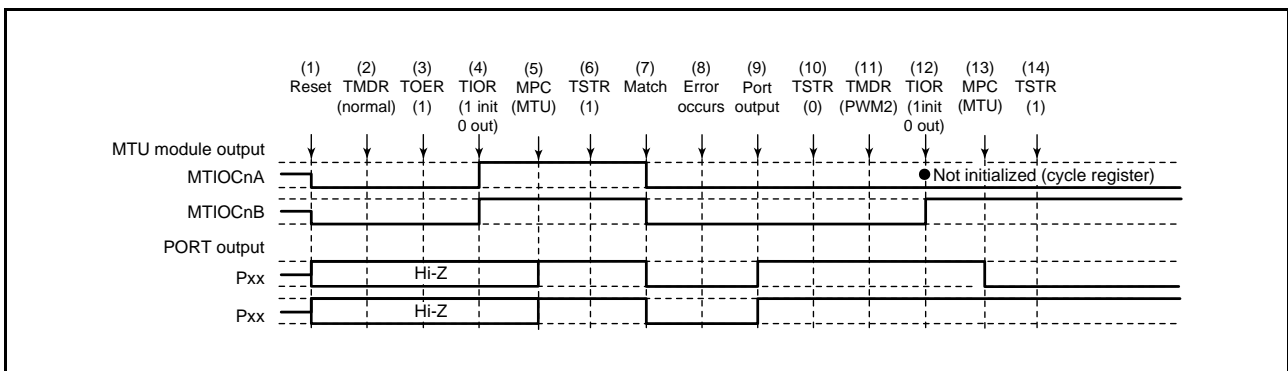 (1) (2) (3) (4) (5) (6) (7) (8) (9) (10) (11) (12) (13) (14)
Reset TMDR TOER TIOR MPC TSTR Match Error Port TSTR TMDR TIOR MPC TSTR
(normal) (1) (1 init (MTU) (1) occurs output (0) (PWM2) (1init (MTU) (1)
0 out) 0 out)
MTU module output
MTIOCnA ●Not initialized (cycle register)
MTIOCnB
PORT output
Pxx Hi-Z
Pxx Hi-Z